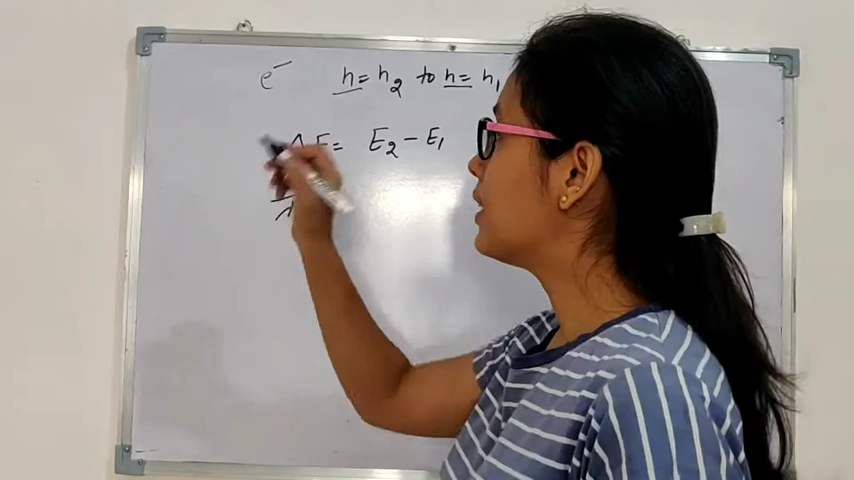 e⁻ n=n₂ to n=n₁
ΔE= E₂-E₁